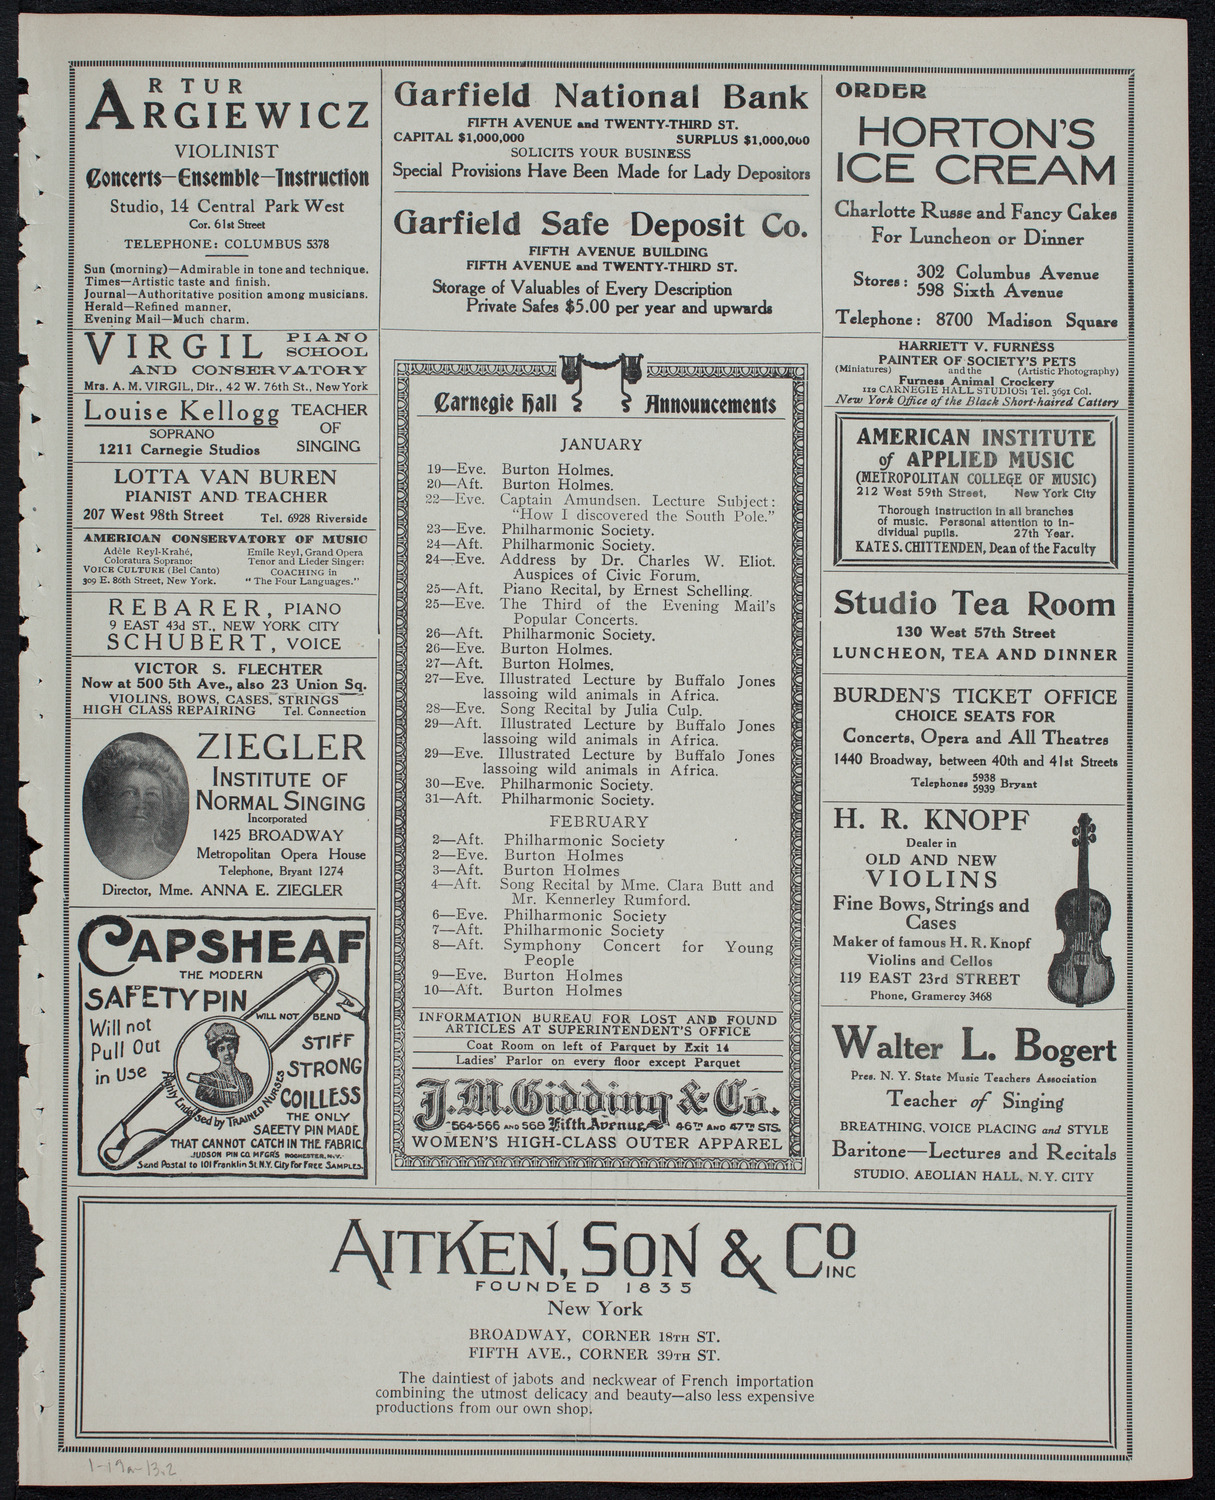 ARTUR
ARGIEWICZ
VIOLINIST
Concerts—Ensemble—Instruction
Studio, 14 Central Park West
Cor. 61st Street
TELEPHONE: COLUMBUS 5378
Sun (morning)—Admirable in tone and technique.
Times—Artistic taste and finish.
Journal—Authoritative position among musicians.
Herald—Refined manner.
Evening Mail—Much charm.
VIRGIL PIANO SCHOOL
AND CONSERVATORY
Mrs. A. M. VIRGIL, Dir., 42 W. 76th St., New York
Louise Kellogg TEACHER OF SINGING
SOPRANO
1211 Carnegie Studios
LOTTA VAN BUREN
PIANIST AND TEACHER
207 West 98th Street Tel. 6928 Riverside
AMERICAN CONSERVATORY OF MUSIC
Adèle Reyl-Krahé, Emile Reyl, Grand Opera
Coloratura Soprano: Tenor and Lieder Singer:
VOICE CULTURE (Bel Canto) COACHING in
309 E. 86th Street, New York. "The Four Languages."
REBARER, PIANO
9 EAST 43d ST., NEW YORK CITY
SCHUBERT, VOICE
VICTOR S. FLECHTER
Now at 500 5th Ave., also 23 Union Sq.
VIOLINS, BOWS, CASES, STRINGS
HIGH CLASS REPAIRING Tel. Connection
ZIEGLER
INSTITUTE OF
NORMAL SINGING
Incorporated
1425 BROADWAY
Metropolitan Opera House
Telephone, Bryant 1274
Director, Mme. ANNA E. ZIEGLER
CAPSHEAF
THE MODERN
SAFETY PIN
WILL NOT BEND
Will not
Pull Out
in Use
STIFF
STRONG
COILLESS
Highly Endorsed by TRAINED NURSES
THE ONLY
SAFETY PIN MADE
THAT CANNOT CATCH IN THE FABRIC.
JUDSON PIN CO. MFGR'S ROCHESTER, N.Y.
Send Postal to 101 Franklin St. N.Y. City for FREE SAMPLES.
Garfield National Bank
FIFTH AVENUE and TWENTY-THIRD ST.
CAPITAL $1,000,000 SURPLUS $1,000,000
SOLICITS YOUR BUSINESS
Special Provisions Have Been Made for Lady Depositors
Garfield Safe Deposit Co.
FIFTH AVENUE BUILDING
FIFTH AVENUE and TWENTY-THIRD ST.
Storage of Valuables of Every Description
Private Safes $5.00 per year and upwards
Carnegie Hall Announcements
JANUARY
19—Eve. Burton Holmes.
20—Aft. Burton Holmes.
22—Eve. Captain Amundsen. Lecture Subject:
"How I discovered the South Pole."
23—Eve. Philharmonic Society.
24—Aft. Philharmonic Society.
24—Eve. Address by Dr. Charles W. Eliot.
Auspices of Civic Forum.
25—Aft. Piano Recital, by Ernest Schelling.
25—Eve. The Third of the Evening Mail's
Popular Concerts.
26—Aft. Philharmonic Society.
26—Eve. Burton Holmes.
27—Aft. Burton Holmes.
27—Eve. Illustrated Lecture by Buffalo Jones
lassoing wild animals in Africa.
28—Eve. Song Recital by Julia Culp.
29—Aft. Illustrated Lecture by Buffalo Jones
lassoing wild animals in Africa.
29—Eve. Illustrated Lecture by Buffalo Jones
lassoing wild animals in Africa.
30—Eve. Philharmonic Society.
31—Aft. Philharmonic Society.
FEBRUARY
2—Aft. Philharmonic Society
2—Eve. Burton Holmes
3—Aft. Burton Holmes
4—Aft. Song Recital by Mme. Clara Butt and
Mr. Kennerley Rumford.
6—Eve. Philharmonic Society
7—Aft. Philharmonic Society
8—Aft. Symphony Concert for Young
People
9—Eve. Burton Holmes
10—Aft. Burton Holmes
INFORMATION BUREAU FOR LOST AND FOUND
ARTICLES AT SUPERINTENDENT'S OFFICE
Coat Room on left of Parquet by Exit 14
Ladies' Parlor on every floor except Parquet
J. M. Gidding & Co.
564-566 AND 568 Fifth Avenue 46TH AND 47TH STS.
WOMEN'S HIGH-CLASS OUTER APPAREL
ORDER
HORTON'S
ICE CREAM
Charlotte Russe and Fancy Cakes
For Luncheon or Dinner
Stores: 302 Columbus Avenue
598 Sixth Avenue
Telephone: 8700 Madison Square
HARRIETT V. FURNESS
PAINTER OF SOCIETY'S PETS
(Miniatures) and the (Artistic Photography)
Furness Animal Crockery
119 CARNEGIE HALL STUDIOS; Tel. 3691 Col.
New York Office of the Black Short-haired Cattery
AMERICAN INSTITUTE
of APPLIED MUSIC
(METROPOLITAN COLLEGE OF MUSIC)
212 West 59th Street, New York City
Thorough instruction in all branches
of music. Personal attention to in-
dividual pupils. 27th Year.
KATE S. CHITTENDEN, Dean of the Faculty
Studio Tea Room
130 West 57th Street
LUNCHEON, TEA AND DINNER
BURDEN'S TICKET OFFICE
CHOICE SEATS FOR
Concerts, Opera and All Theatres
1440 Broadway, between 40th and 41st Streets
Telephones 5938 5939 Bryant
H. R. KNOPF
Dealer in
OLD AND NEW
VIOLINS
Fine Bows, Strings and
Cases
Maker of famous H. R. Knopf
Violins and Cellos
119 EAST 23rd STREET
Phone, Gramercy 3468
Walter L. Bogert
Pres. N. Y. State Music Teachers Association
Teacher of Singing
BREATHING, VOICE PLACING and STYLE
Baritone—Lectures and Recitals
STUDIO, AEOLIAN HALL, N. Y. CITY
AITKEN, SON & CO INC
FOUNDED 1835
New York
BROADWAY, CORNER 18TH ST.
FIFTH AVE., CORNER 39TH ST.
The daintiest of jabots and neckwear of French importation
combining the utmost delicacy and beauty—also less expensive
productions from our own shop.
1-19a-13.2